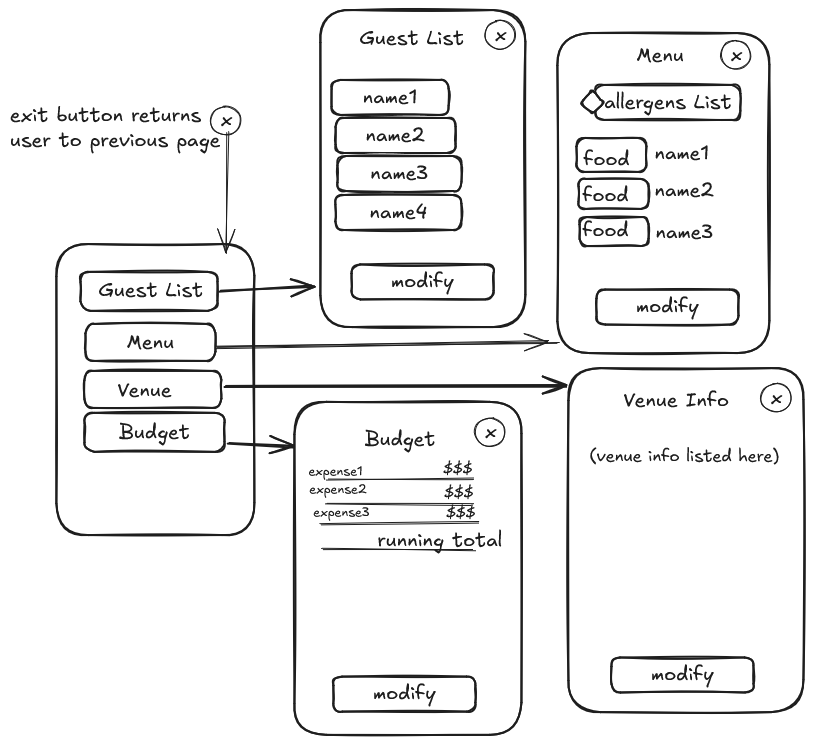 exit button returns
user to previous page
x
Guest List
Menu
Venue
Budget
Guest List
x
name1
name2
name3
name4
modify
Menu
x
allergens List
food name1
food name2
food name3
modify
Budget
x
expense1 $$$
expense2 $$$
expense3 $$$
running total
modify
Venue Info
x
(venue info listed here)
modify